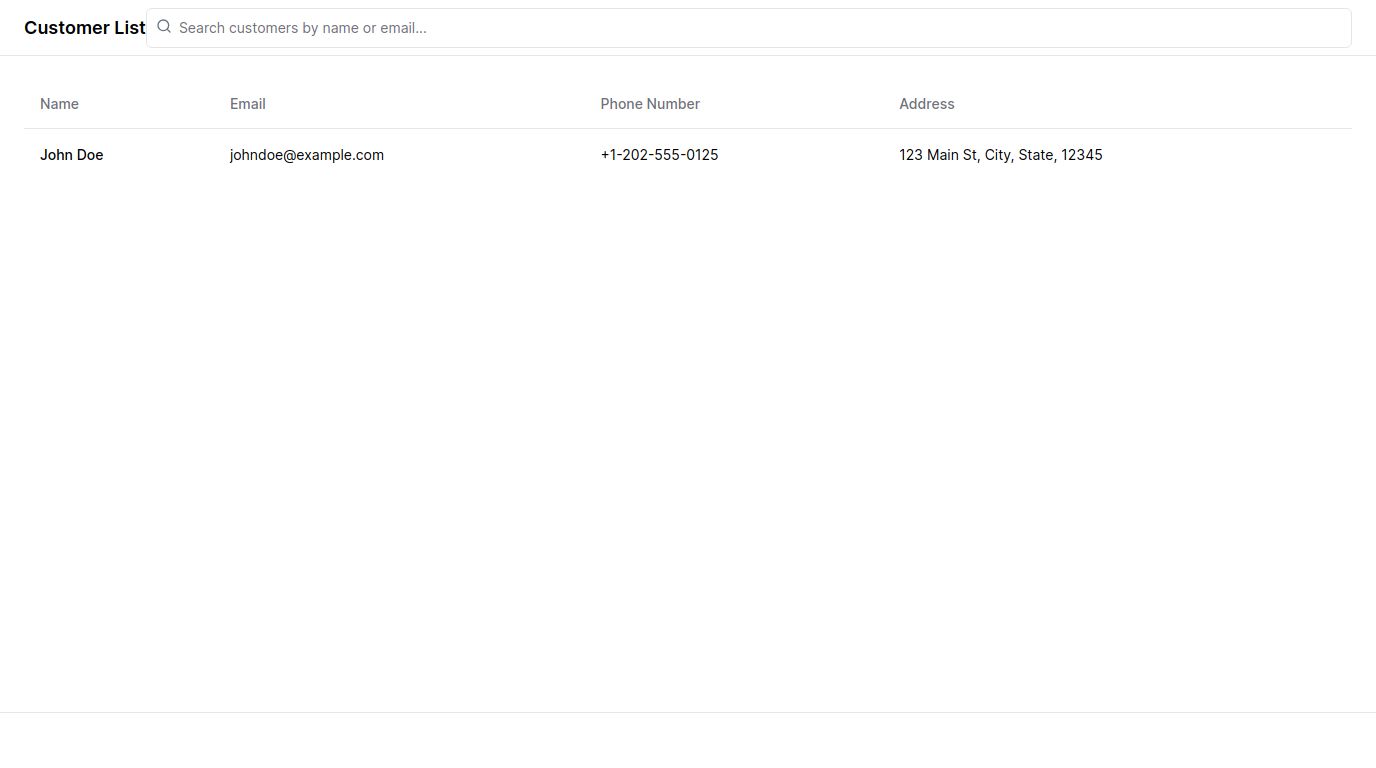 Customer List
Search customers by name or email...
Name Email Phone Number Address
John Doe johndoe@example.com +1-202-555-0125 123 Main St, City, State, 12345